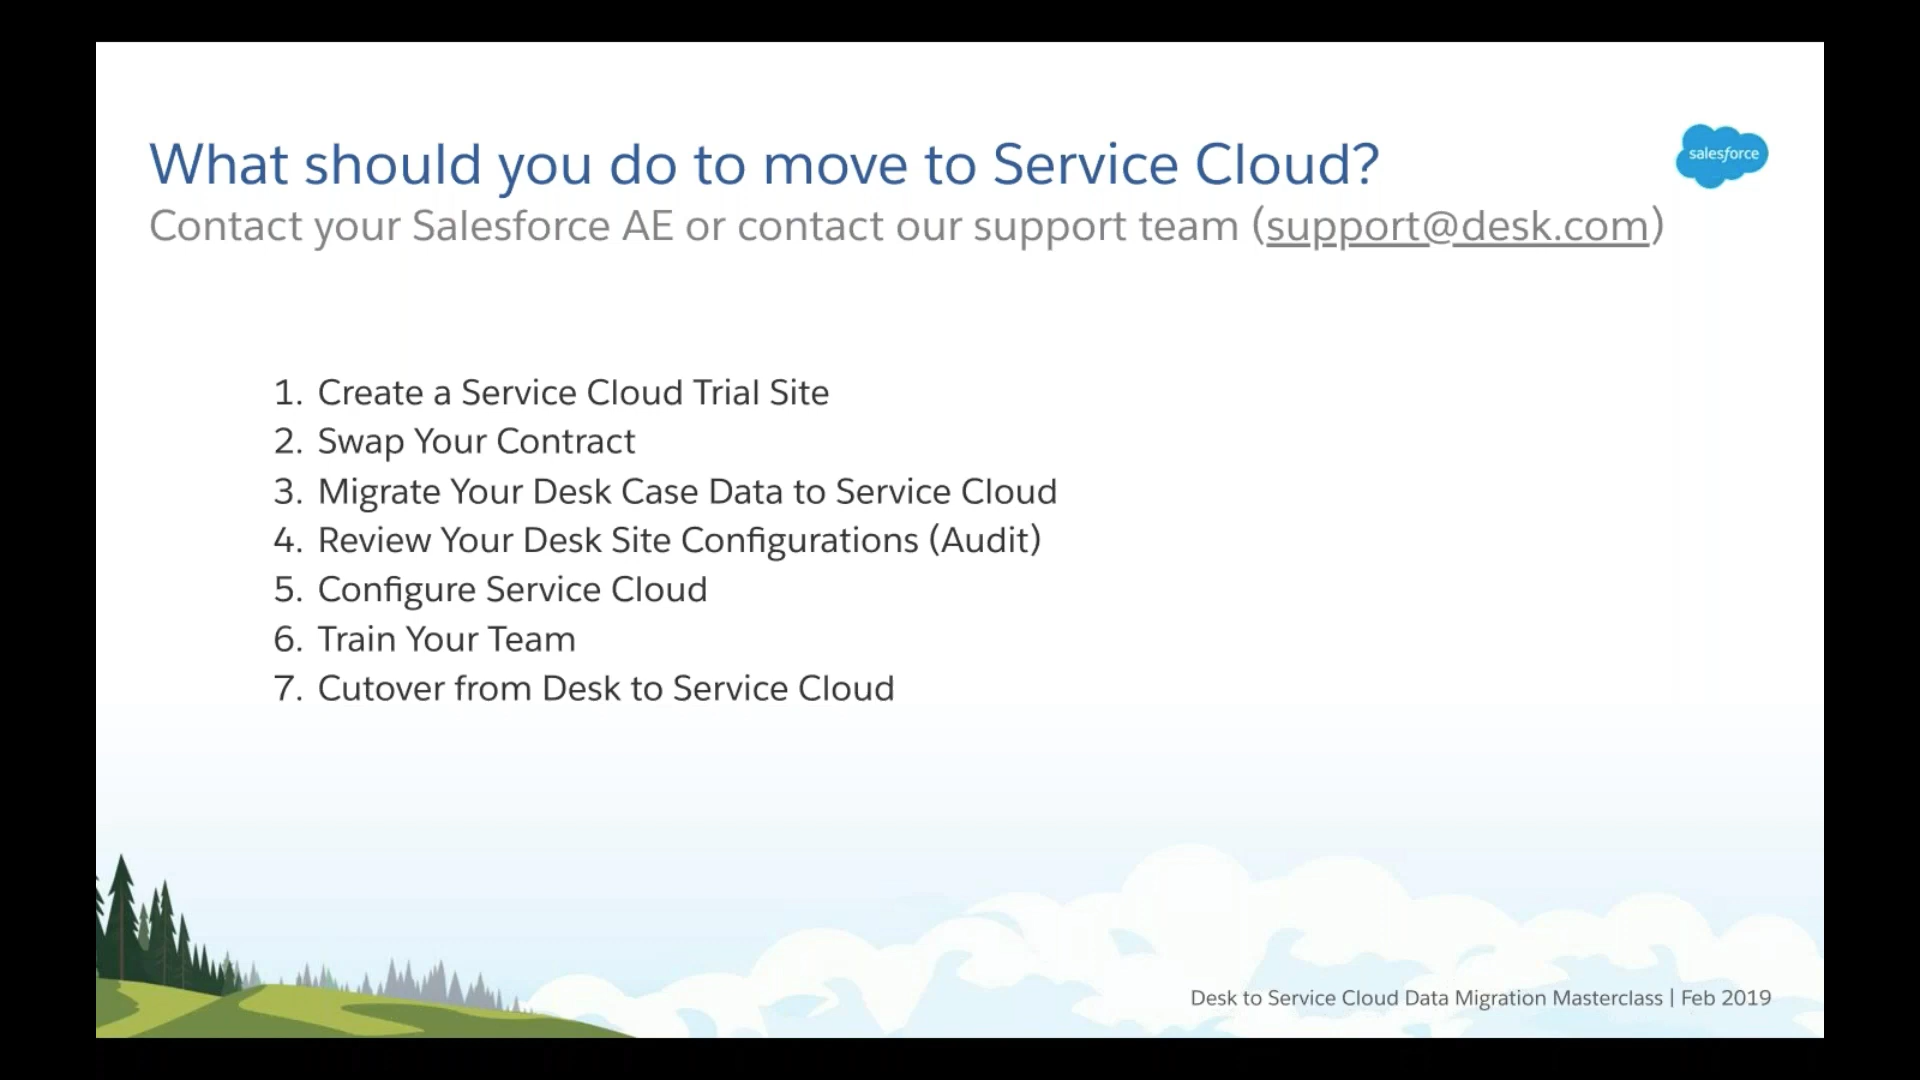 What should you do to move to Service Cloud?
salesforce
Contact your Salesforce AE or contact our support team (support@desk.com)
1. Create a Service Cloud Trial Site
2. Swap Your Contract
3. Migrate Your Desk Case Data to Service Cloud
4. Review Your Desk Site Configurations (Audit)
5. Configure Service Cloud
6. Train Your Team
7. Cutover from Desk to Service Cloud
Desk to Service Cloud Data Migration Masterclass | Feb 2019